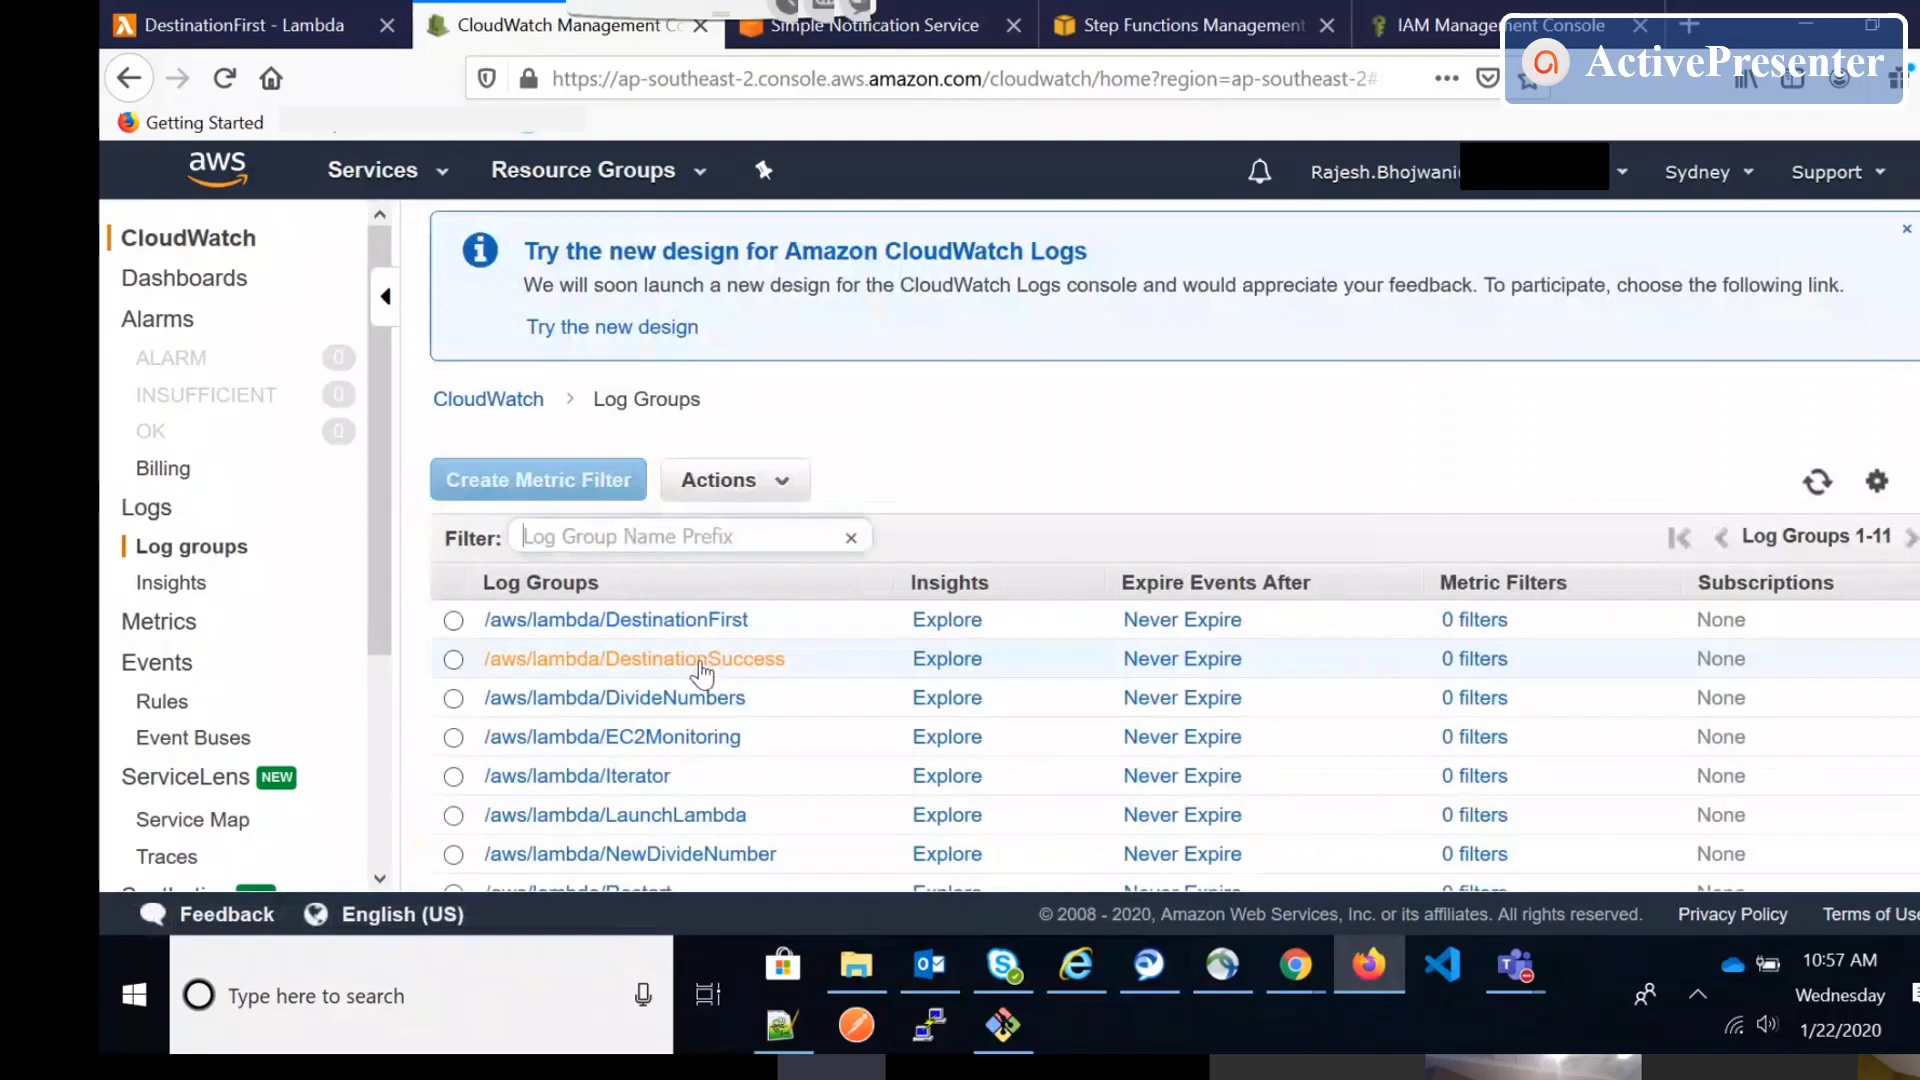 DestinationFirst - Lambda
CloudWatch Management Co
Simple Notification Service
Step Functions Management
IAM Management Console
ActivePresenter
https://ap-southeast-2.console.aws.amazon.com/cloudwatch/home?region=ap-southeast-2#
Getting Started
aws
Services
Resource Groups
Rajesh.Bhojwani
Sydney
Support
CloudWatch
Dashboards
Alarms
ALARM 0
INSUFFICIENT 0
OK 0
Billing
Logs
Log groups
Insights
Metrics
Events
Rules
Event Buses
ServiceLens NEW
Service Map
Traces
Try the new design for Amazon CloudWatch Logs
We will soon launch a new design for the CloudWatch Logs console and would appreciate your feedback. To participate, choose the following link.
Try the new design
CloudWatch > Log Groups
Create Metric Filter
Actions
Filter: Log Group Name Prefix
Log Groups 1-11
Log Groups Insights Expire Events After Metric Filters Subscriptions
/aws/lambda/DestinationFirst Explore Never Expire 0 filters None
/aws/lambda/DestinationSuccess Explore Never Expire 0 filters None
/aws/lambda/DivideNumbers Explore Never Expire 0 filters None
/aws/lambda/EC2Monitoring Explore Never Expire 0 filters None
/aws/lambda/Iterator Explore Never Expire 0 filters None
/aws/lambda/LaunchLambda Explore Never Expire 0 filters None
/aws/lambda/NewDivideNumber Explore Never Expire 0 filters None
Feedback
English (US)
© 2008 - 2020, Amazon Web Services, Inc. or its affiliates. All rights reserved.
Privacy Policy
Terms of Use
Type here to search
10:57 AM
Wednesday
1/22/2020